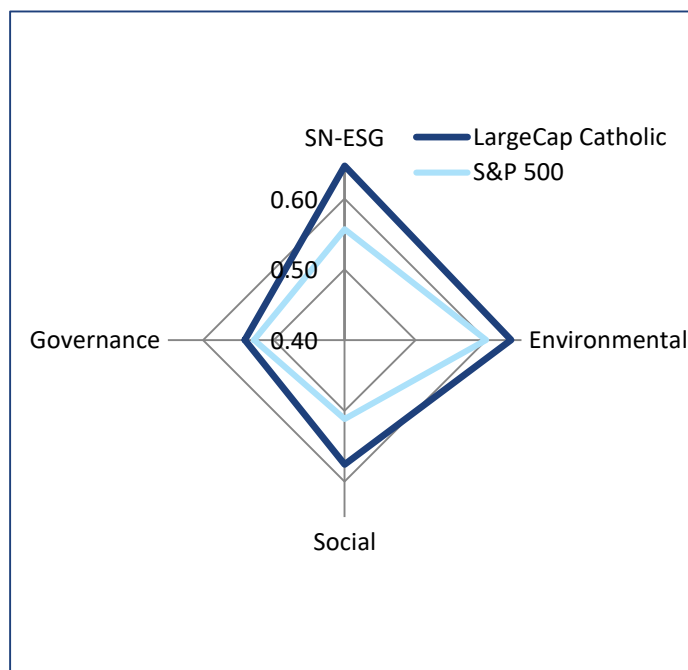 SN-ESG
LargeCap Catholic
S&P 500
0.60
0.50
Governance
0.40
Environmental
Social